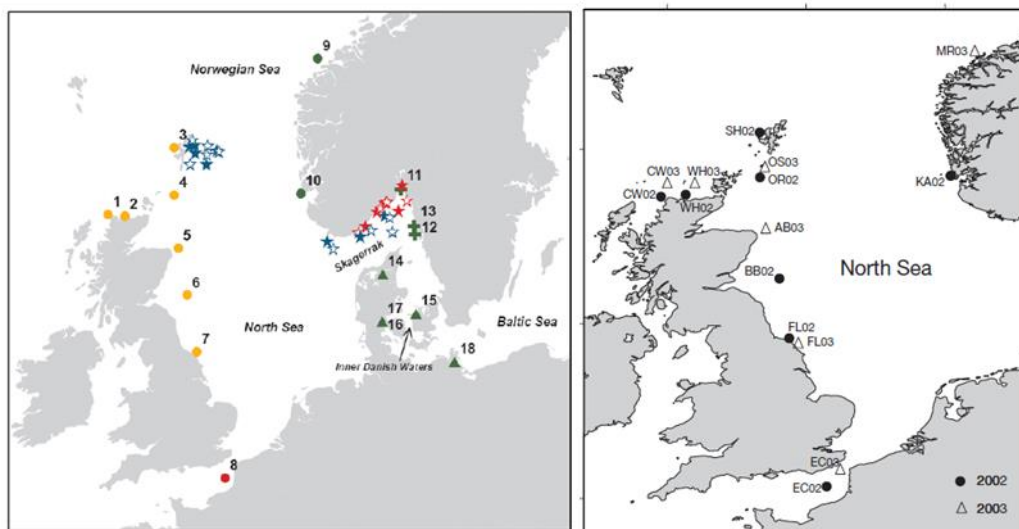 9
Norwegian Sea
3
4
10
11
1
2
13
12
5
Skagerrak
14
6
17
15
North Sea
16
Baltic Sea
7
18
Inner Danish Waters
8
MR03
SH02
OS03
CW03
WH03
OR02
KA02
CW02
WH02
AB03
BB02
North Sea
FL02
FL03
EC03
EC02
2002
2003